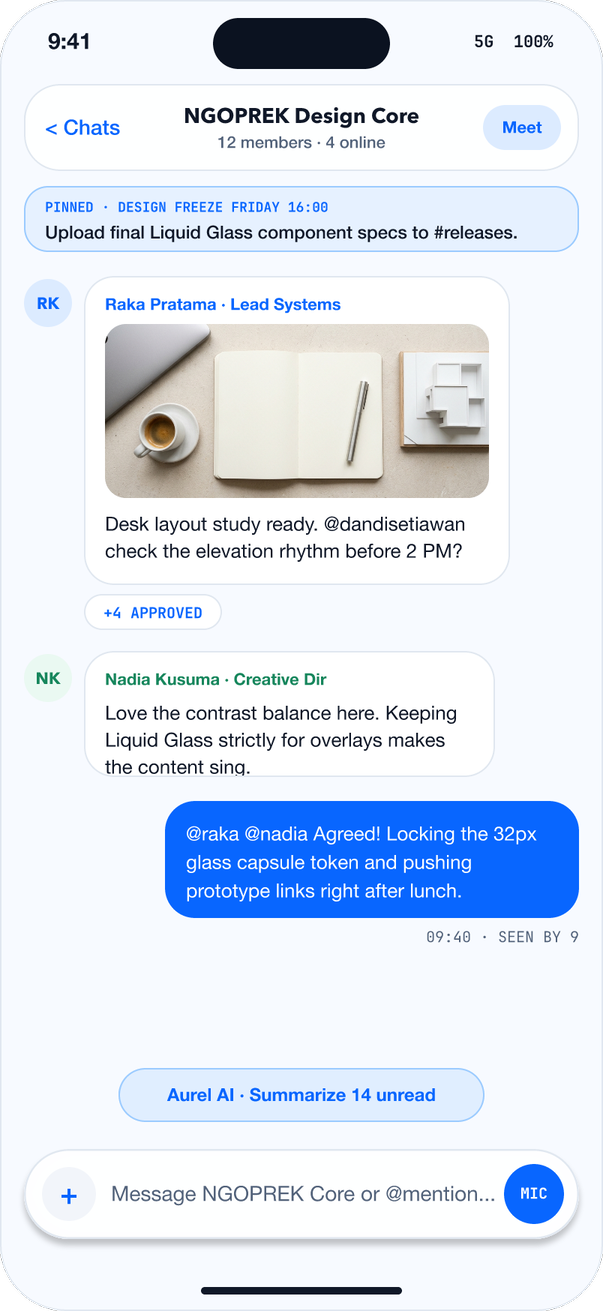 9:41
5G 100%
< Chats
NGOPREK Design Core
12 members · 4 online
Meet
PINNED · DESIGN FREEZE FRIDAY 16:00
Upload final Liquid Glass component specs to #releases.
RK
Raka Pratama · Lead Systems
Desk layout study ready. @dandisetiawan
check the elevation rhythm before 2 PM?
+4 APPROVED
NK
Nadia Kusuma · Creative Dir
Love the contrast balance here. Keeping
Liquid Glass strictly for overlays makes
the content sing.
@raka @nadia Agreed! Locking the 32px
glass capsule token and pushing
prototype links right after lunch.
09:40 · SEEN BY 9
Aurel AI · Summarize 14 unread
+
Message NGOPREK Core or @mention...
MIC